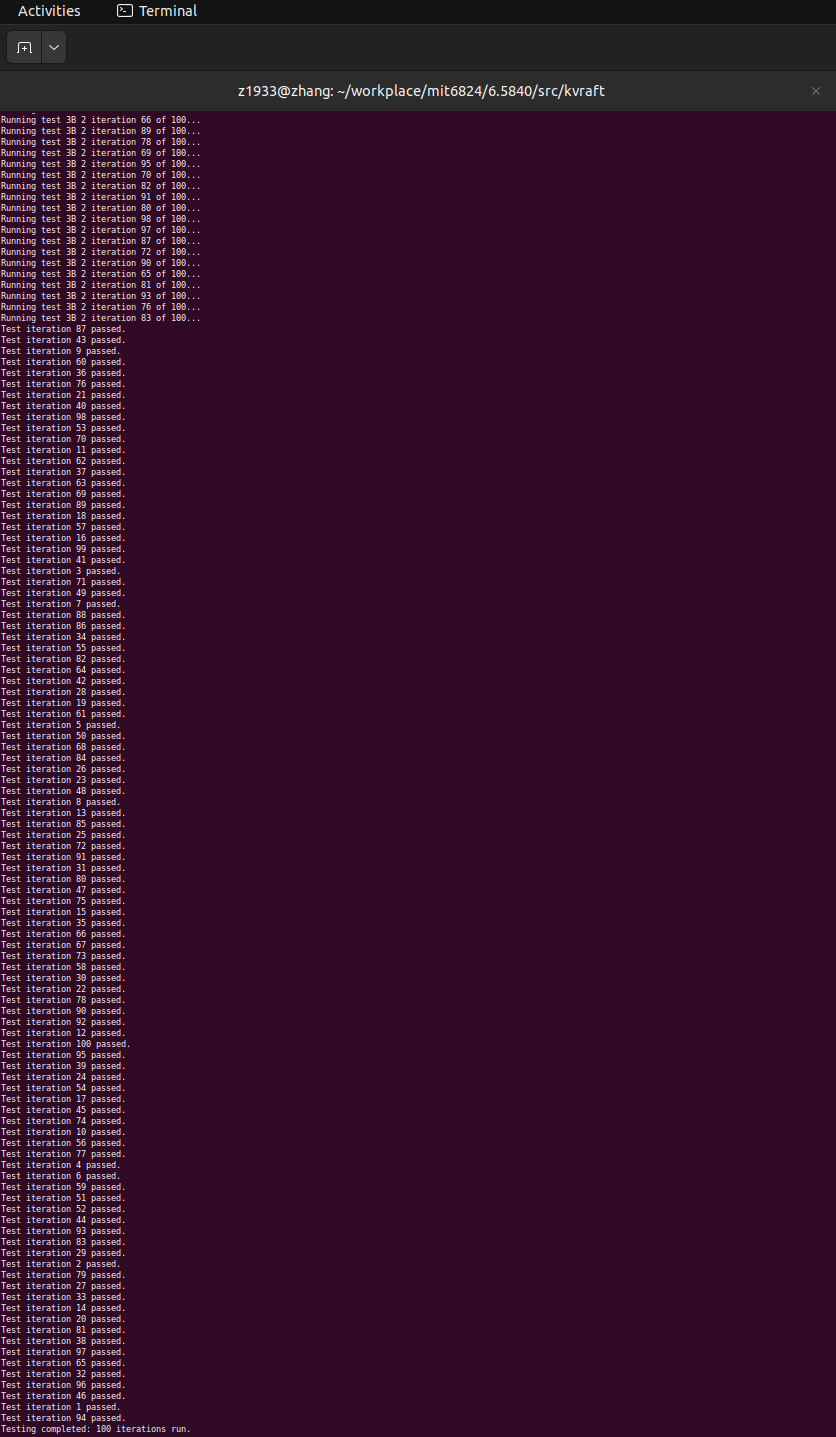 Activities
Terminal
z1933@zhang: ~/workplace/mit6824/6.5840/src/kvraft
Running test 3B 2 iteration 66 of 100...
Running test 3B 2 iteration 89 of 100...
Running test 3B 2 iteration 78 of 100...
Running test 3B 2 iteration 69 of 100...
Running test 3B 2 iteration 95 of 100...
Running test 3B 2 iteration 70 of 100...
Running test 3B 2 iteration 82 of 100...
Running test 3B 2 iteration 91 of 100...
Running test 3B 2 iteration 80 of 100...
Running test 3B 2 iteration 98 of 100...
Running test 3B 2 iteration 97 of 100...
Running test 3B 2 iteration 87 of 100...
Running test 3B 2 iteration 72 of 100...
Running test 3B 2 iteration 90 of 100...
Running test 3B 2 iteration 65 of 100...
Running test 3B 2 iteration 81 of 100...
Running test 3B 2 iteration 93 of 100...
Running test 3B 2 iteration 76 of 100...
Running test 3B 2 iteration 83 of 100...
Test iteration 87 passed.
Test iteration 43 passed.
Test iteration 9 passed.
Test iteration 60 passed.
Test iteration 36 passed.
Test iteration 76 passed.
Test iteration 21 passed.
Test iteration 40 passed.
Test iteration 98 passed.
Test iteration 53 passed.
Test iteration 70 passed.
Test iteration 11 passed.
Test iteration 62 passed.
Test iteration 37 passed.
Test iteration 63 passed.
Test iteration 69 passed.
Test iteration 89 passed.
Test iteration 18 passed.
Test iteration 57 passed.
Test iteration 16 passed.
Test iteration 99 passed.
Test iteration 41 passed.
Test iteration 3 passed.
Test iteration 71 passed.
Test iteration 49 passed.
Test iteration 7 passed.
Test iteration 88 passed.
Test iteration 86 passed.
Test iteration 34 passed.
Test iteration 55 passed.
Test iteration 82 passed.
Test iteration 64 passed.
Test iteration 42 passed.
Test iteration 28 passed.
Test iteration 19 passed.
Test iteration 61 passed.
Test iteration 5 passed.
Test iteration 50 passed.
Test iteration 68 passed.
Test iteration 84 passed.
Test iteration 26 passed.
Test iteration 23 passed.
Test iteration 48 passed.
Test iteration 8 passed.
Test iteration 13 passed.
Test iteration 85 passed.
Test iteration 25 passed.
Test iteration 72 passed.
Test iteration 91 passed.
Test iteration 31 passed.
Test iteration 80 passed.
Test iteration 47 passed.
Test iteration 75 passed.
Test iteration 15 passed.
Test iteration 35 passed.
Test iteration 66 passed.
Test iteration 67 passed.
Test iteration 73 passed.
Test iteration 58 passed.
Test iteration 30 passed.
Test iteration 22 passed.
Test iteration 78 passed.
Test iteration 90 passed.
Test iteration 92 passed.
Test iteration 12 passed.
Test iteration 100 passed.
Test iteration 95 passed.
Test iteration 39 passed.
Test iteration 24 passed.
Test iteration 54 passed.
Test iteration 17 passed.
Test iteration 45 passed.
Test iteration 74 passed.
Test iteration 10 passed.
Test iteration 56 passed.
Test iteration 77 passed.
Test iteration 4 passed.
Test iteration 6 passed.
Test iteration 59 passed.
Test iteration 51 passed.
Test iteration 52 passed.
Test iteration 44 passed.
Test iteration 93 passed.
Test iteration 83 passed.
Test iteration 29 passed.
Test iteration 2 passed.
Test iteration 79 passed.
Test iteration 27 passed.
Test iteration 33 passed.
Test iteration 14 passed.
Test iteration 20 passed.
Test iteration 81 passed.
Test iteration 38 passed.
Test iteration 97 passed.
Test iteration 65 passed.
Test iteration 32 passed.
Test iteration 96 passed.
Test iteration 46 passed.
Test iteration 1 passed.
Test iteration 94 passed.
Testing completed: 100 iterations run.